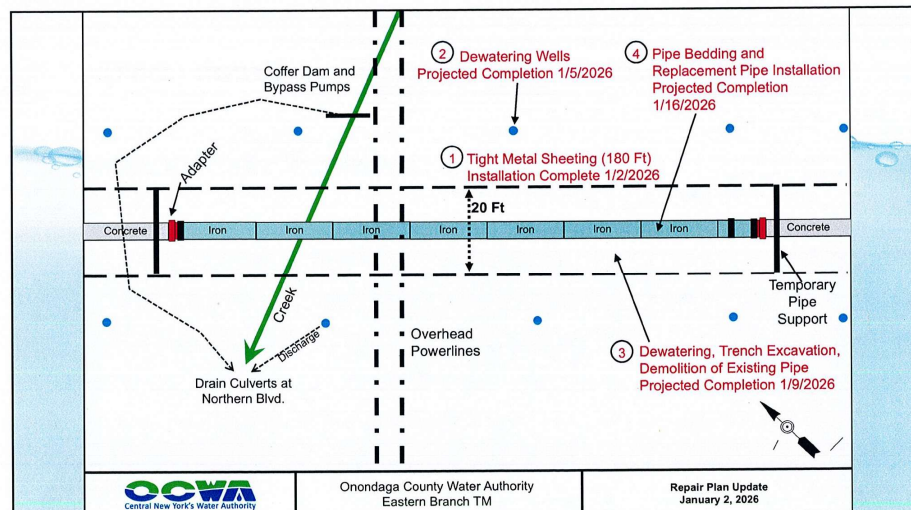 Coffer Dam and
Bypass Pumps
2 Dewatering Wells
Projected Completion 1/5/2026
4 Pipe Bedding and
Replacement Pipe Installation
Projected Completion
1/16/2026
Adapter
1 Tight Metal Sheeting (180 Ft)
Installation Complete 1/2/2026
20 Ft
Concrete
Iron
Iron
Iron
Iron
Iron
Iron
Iron
Concrete
Creek
Temporary
Pipe
Support
Discharge
Overhead
Powerlines
3 Dewatering, Trench Excavation,
Demolition of Existing Pipe
Projected Completion 1/9/2026
Drain Culverts at
Northern Blvd.
OCWA
Central New York's Water Authority
Onondaga County Water Authority
Eastern Branch TM
Repair Plan Update
January 2, 2026